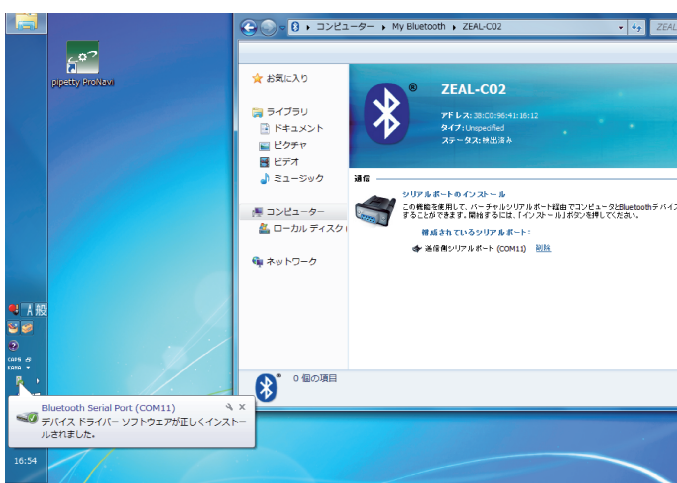 pipetty ProNavi
コンピューター ▸ My Bluetooth ▸ ZEAL-C02
ZEAL
お気に入り
ライブラリ
ドキュメント
ピクチャ
ビデオ
ミュージック
コンピューター
ローカル ディスク (
ネットワーク
ZEAL-C02
アドレス: 38:C0:96:41:16:12
タイプ: Unspecified
ステータス: 検出済み
通信
シリアルポートのインストール
この機能を使用して、バーチャルシリアルポート経由でコンピュータとBluetoothデバイス
することができます。開始するには、「インストール」ボタンを押してください。
構成されているシリアルポート:
送信側シリアルポート (COM11) 削除
0 個の項目
A 般
CAPS
KANA
Bluetooth Serial Port (COM11)
デバイス ドライバー ソフトウェアが正しくインストー
ルされました。
16:54